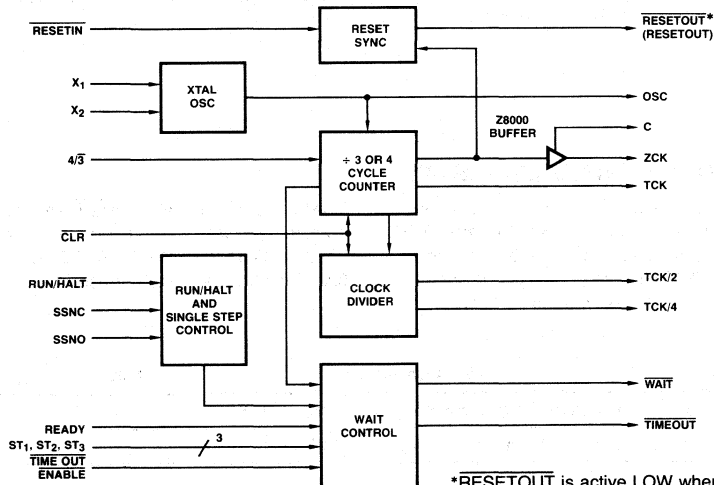 RESETIN
RESET
SYNC
RESETOUT*
(RESETOUT)
X1
X2
XTAL
OSC
OSC
Z8000
BUFFER
C
4/3
÷ 3 OR 4
CYCLE
COUNTER
ZCK
TCK
CLR
RUN/HALT
SSNC
SSNO
RUN/HALT
AND
SINGLE STEP
CONTROL
CLOCK
DIVIDER
TCK/2
TCK/4
READY
ST1, ST2, ST3
3
TIME OUT
ENABLE
WAIT
CONTROL
WAIT
TIMEOUT
*RESETOUT is active LOW whe